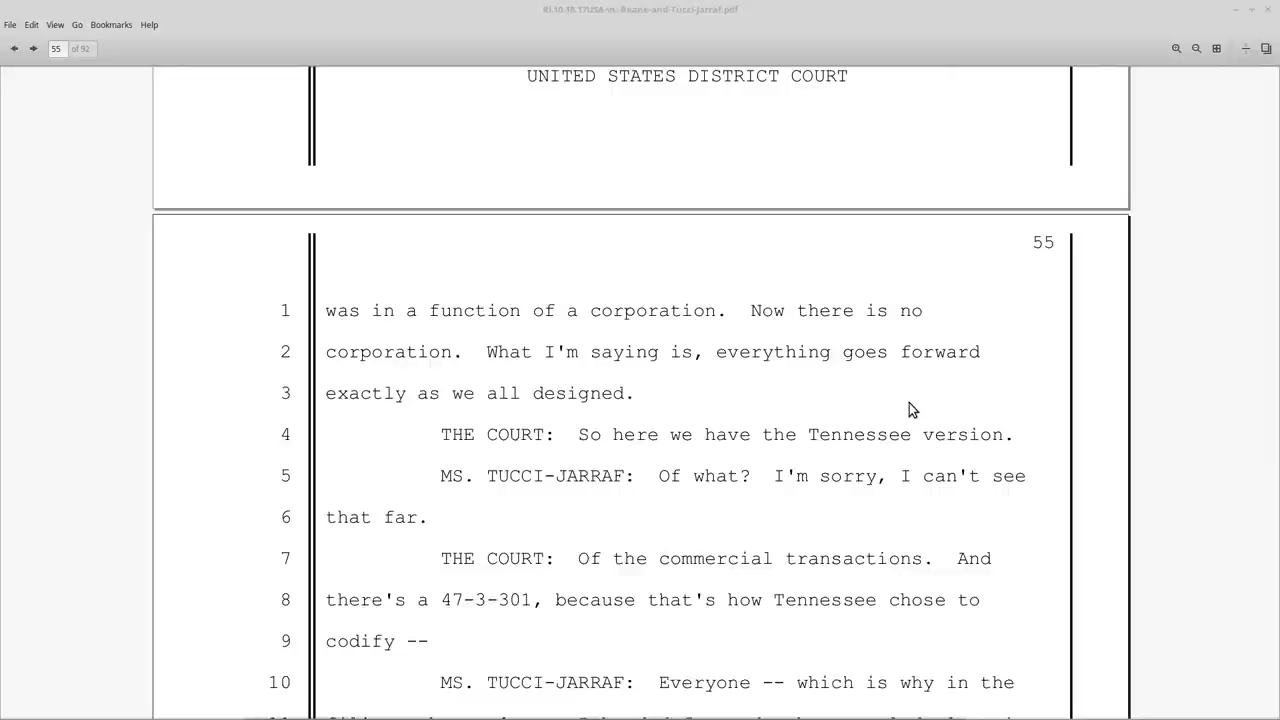 File Edit View Go Bookmarks Help
55 of 92
UNITED STATES DISTRICT COURT
55
1 was in a function of a corporation. Now there is no
2 corporation. What I'm saying is, everything goes forward
3 exactly as we all designed.
4 THE COURT: So here we have the Tennessee version.
5 MS. TUCCI-JARRAF: Of what? I'm sorry, I can't see
6 that far.
7 THE COURT: Of the commercial transactions. And
8 there's a 47-3-301, because that's how Tennessee chose to
9 codify --
10 MS. TUCCI-JARRAF: Everyone -- which is why in the